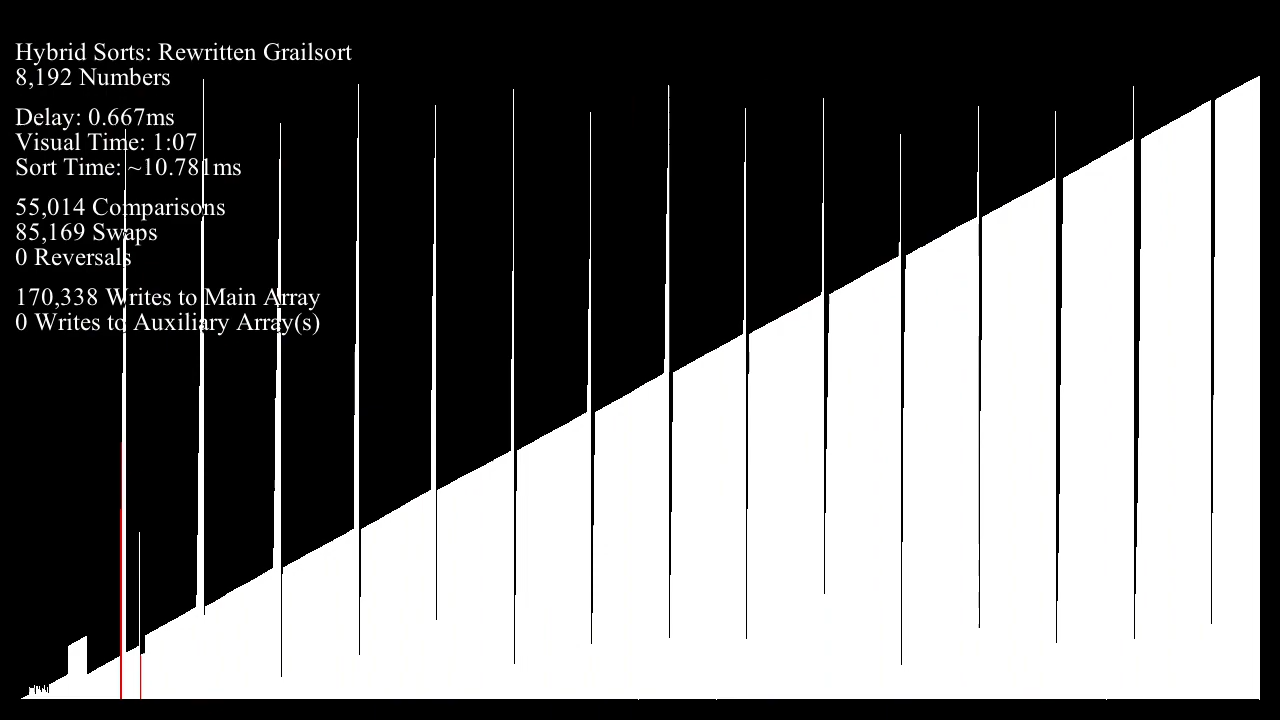 Hybrid Sorts: Rewritten Grailsort
8,192 Numbers
Delay: 0.667ms
Visual Time: 1:07
Sort Time: ~10.781ms
55,014 Comparisons
85,169 Swaps
0 Reversals
170,338 Writes to Main Array
0 Writes to Auxiliary Array(s)